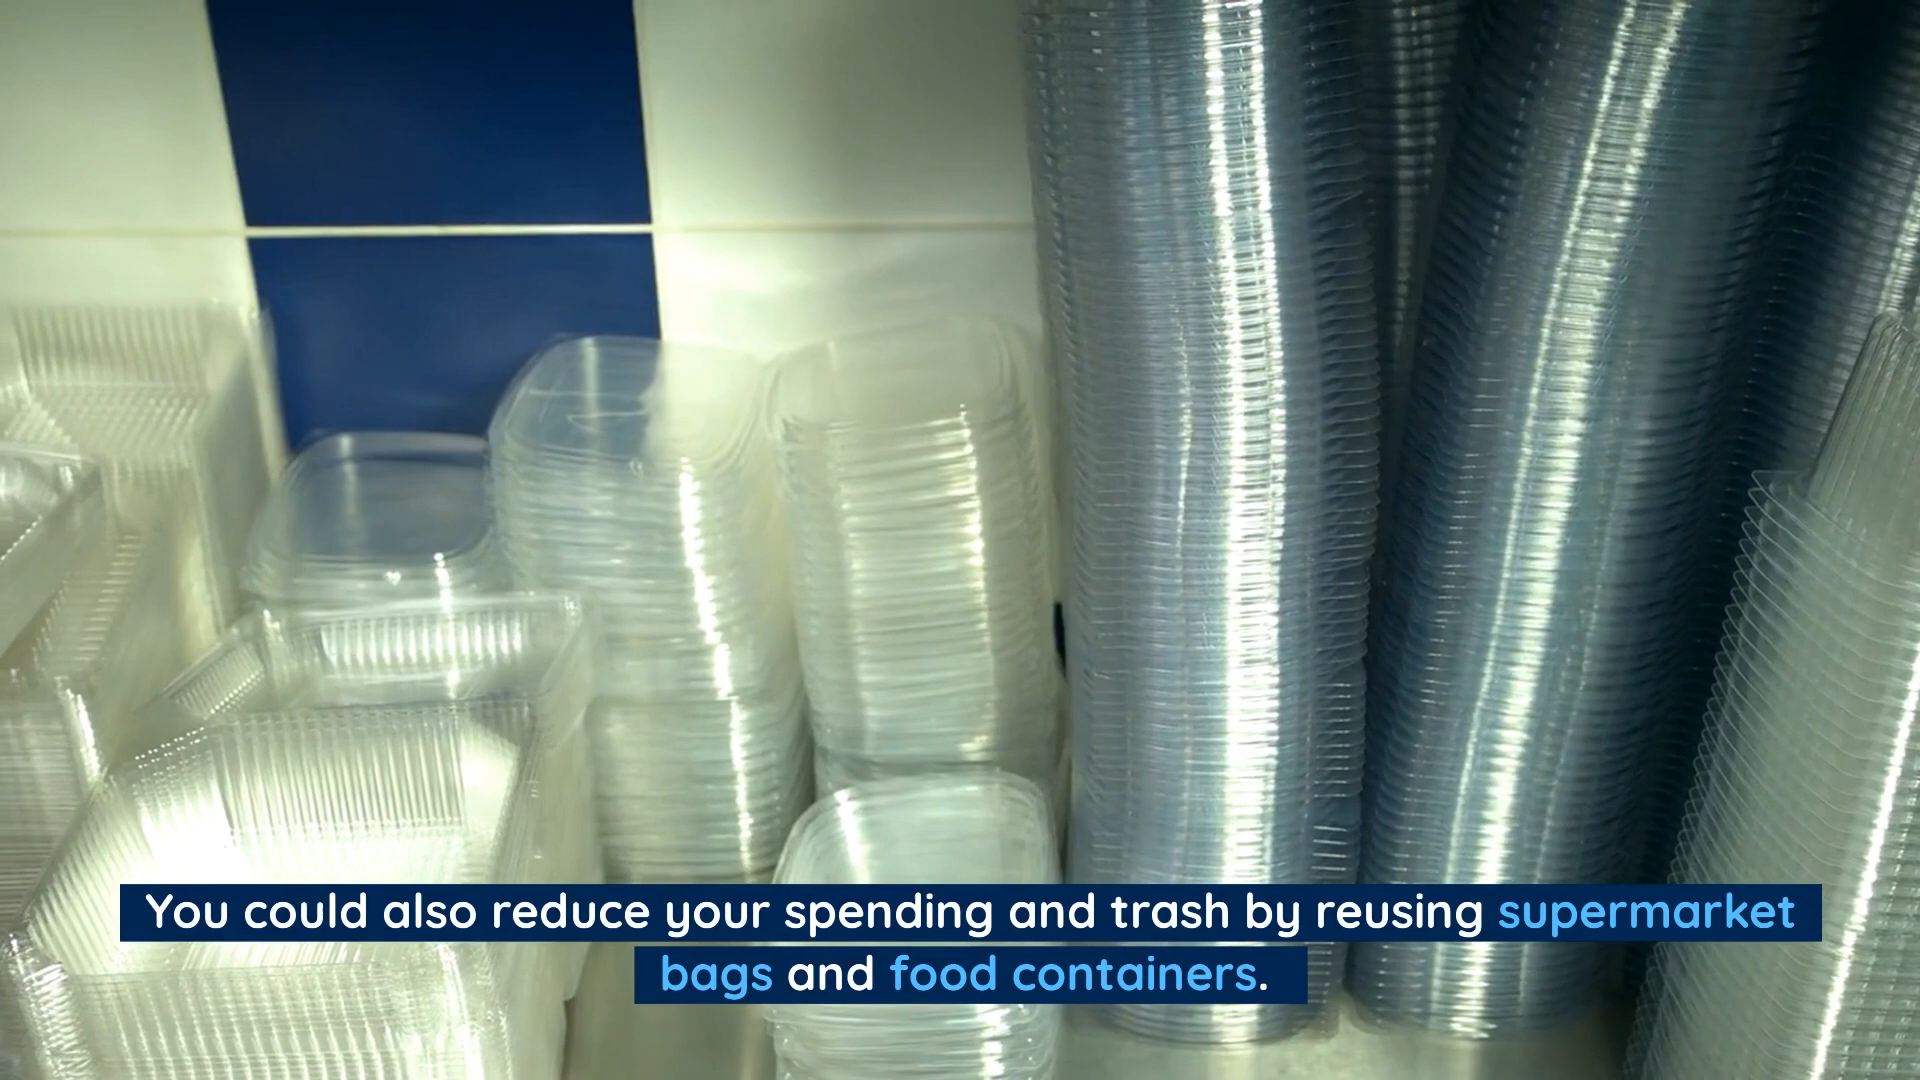 You could also reduce your spending and trash by reusing supermarket
bags and food containers.